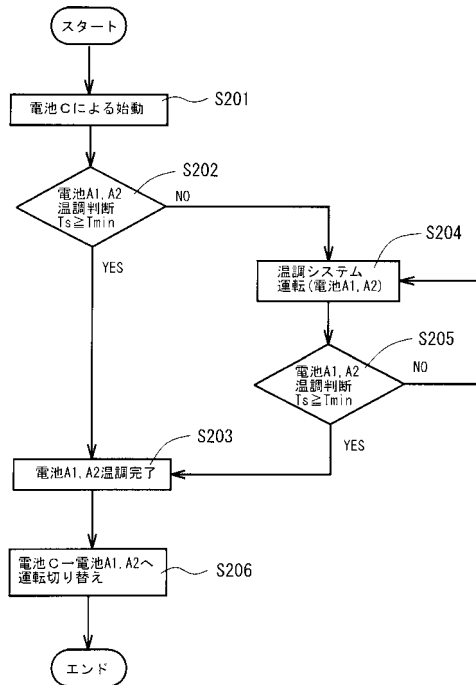 スタート
電池Cによる始動
S201
電池A1,A2
温調判断
Ts≧Tmin
S202
NO
YES
温調システム
運転(電池A1,A2)
S204
電池A1,A2
温調判断
Ts≧Tmin
S205
NO
YES
電池A1,A2温調完了
S203
電池C→電池A1,A2へ
運転切り替え
S206
エンド